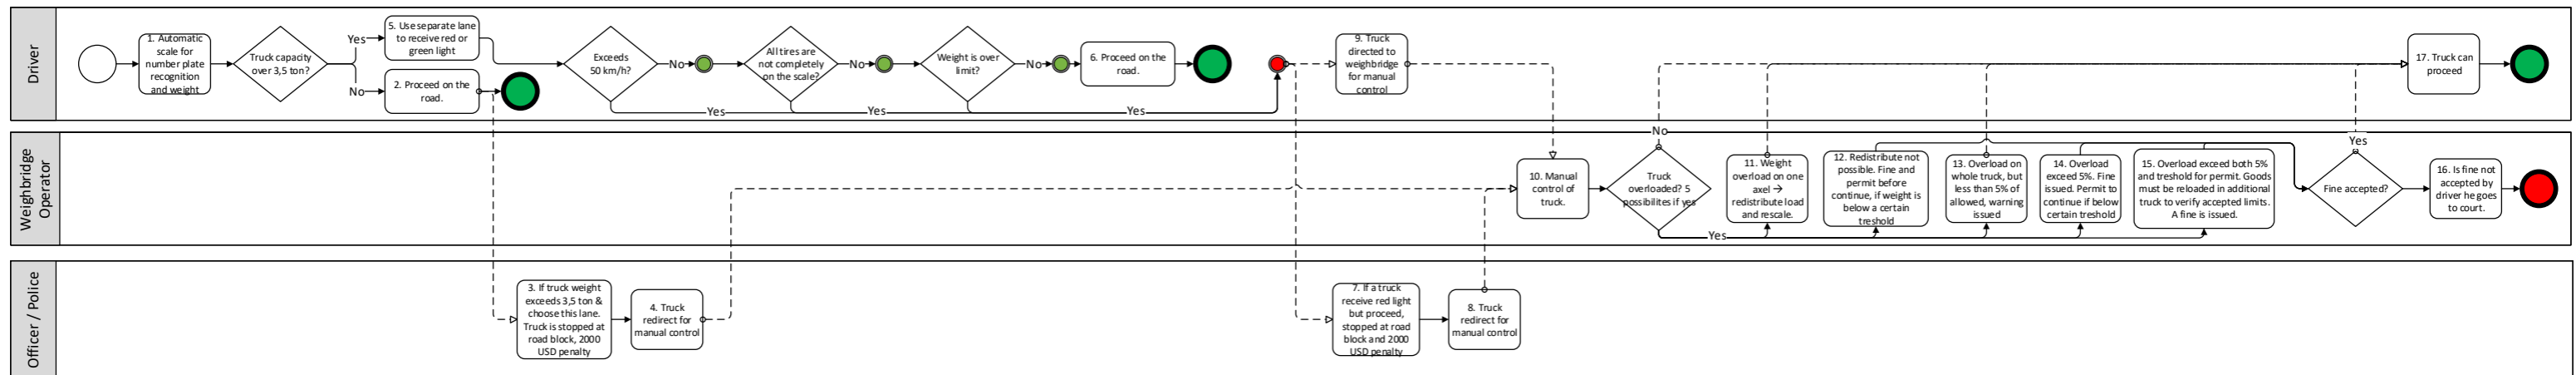 Driver
1. Automatic
scale for
number plate
recognition
and weight
Truck capacity
over 3,5 ton?
Yes
No
5. Use separate lane
to receive red or
green light
2. Proceed on the
road.
Exceeds
50 km/h?
No
Yes
All tires are
not completely
on the scale?
No
Yes
Weight is over
limit?
No
Yes
6. Proceed on the
road.
9. Truck
directed to
weighbridge
for manual
control
17. Truck can
proceed
Weighbridge
Operator
10. Manual
control of
truck.
No
Truck
overloaded? 5
possibilites if yes
Yes
11. Weight
overload on one
axel →
redistribute load
and rescale.
12. Redistribute not
possible. Fine and
permit before
continue, if weight is
below a certain
treshold
13. Overload on
whole truck, but
less than 5% of
allowed, warning
issued
14. Overload
exceed 5%. Fine
issued. Permit to
continue if below
certain treshold
15. Overload exceed both 5%
and treshold for permit. Goods
must be reloaded in additional
truck to verify accepted limits.
A fine is issued.
Yes
Fine accepted?
16. Is fine not
accepted by
driver he goes
to court.
Officer / Police
3. If truck weight
exceeds 3,5 ton &
choose this lane.
Truck is stopped at
road block, 2000
USD penalty
4. Truck
redirect for
manual control
7. If a truck
receive red light
but proceed,
stopped at road
block and 2000
USD penalty
8. Truck
redirect for
manual control